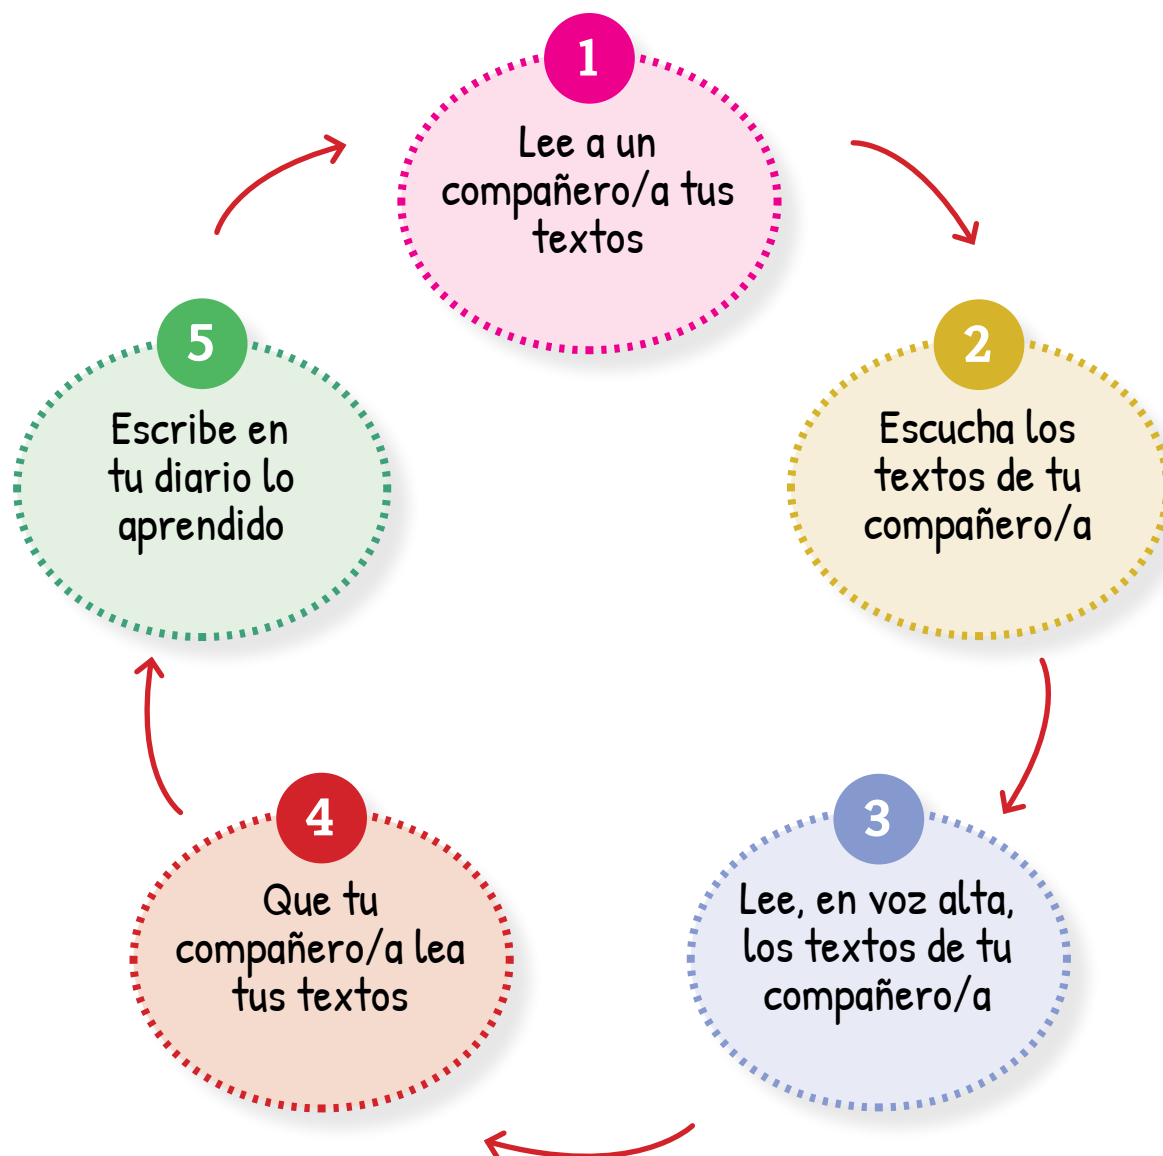 1
Lee a un
compañero/a tus
textos
2
Escucha los
textos de tu
compañero/a
3
Lee, en voz alta,
los textos de tu
compañero/a
4
Que tu
compañero/a lea
tus textos
5
Escribe en
tu diario lo
aprendido